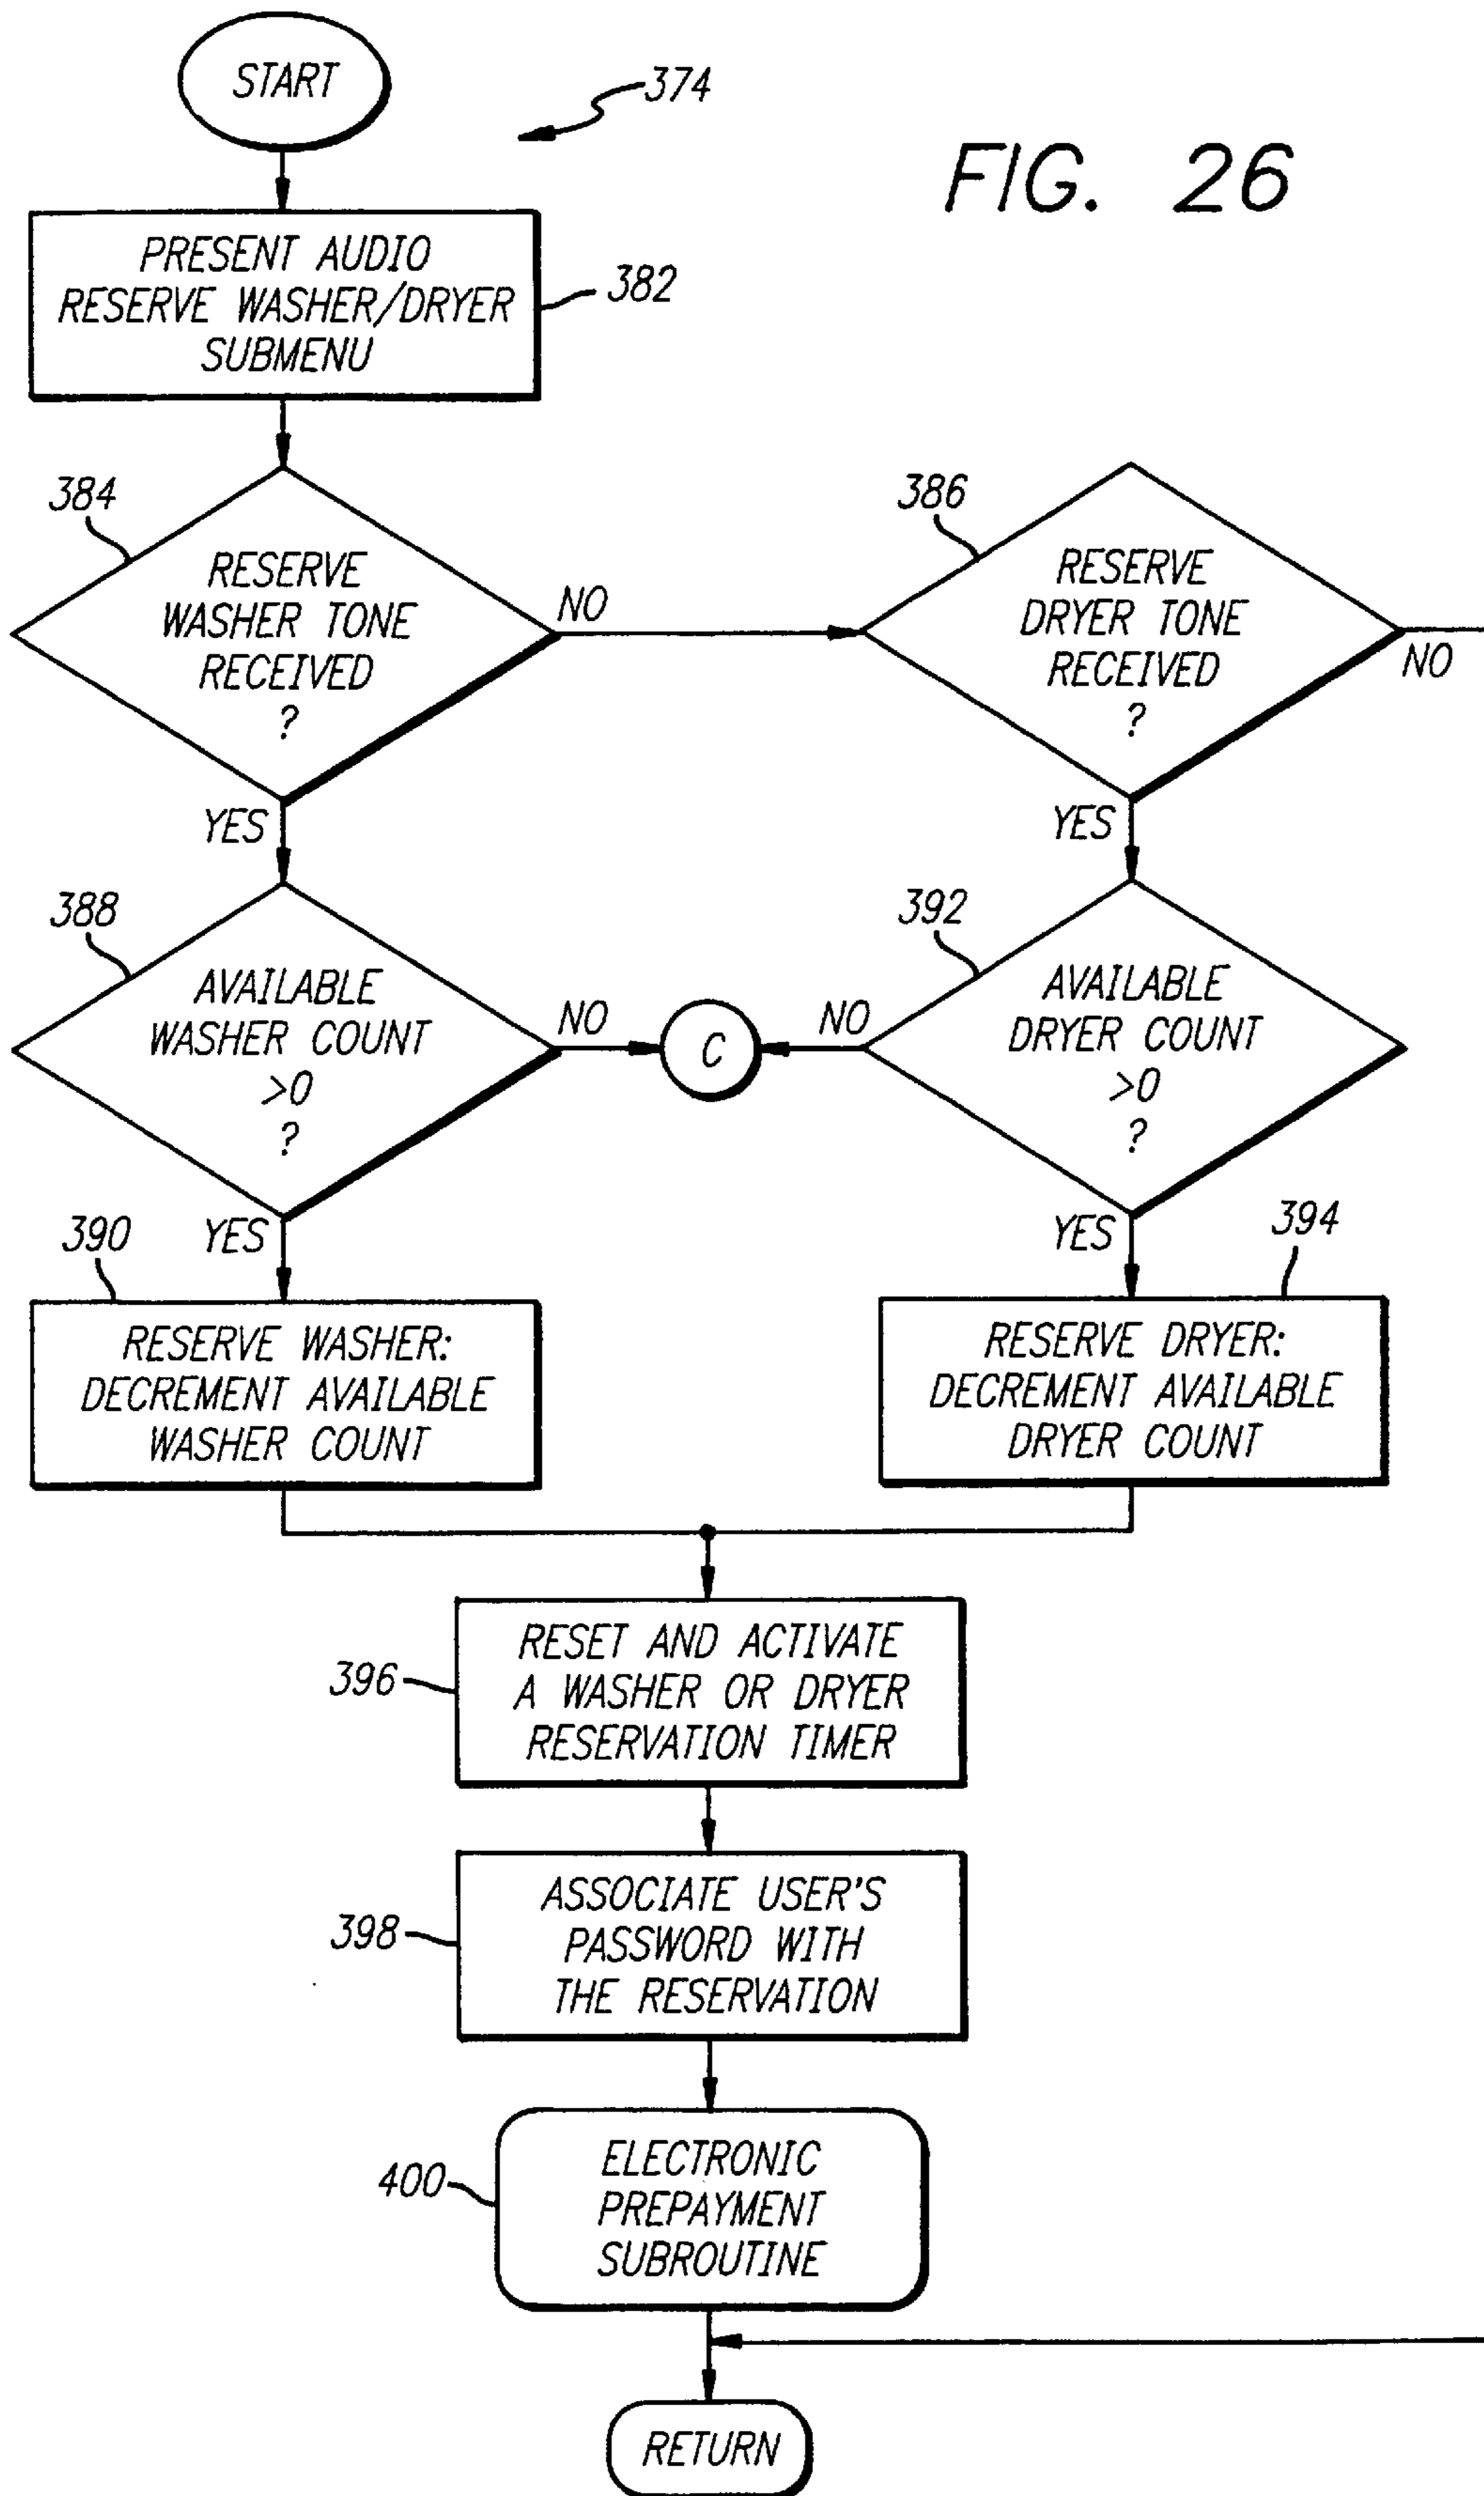 START
374
FIG. 26
PRESENT AUDIO
RESERVE WASHER/DRYER
SUBMENU
382
384
RESERVE
WASHER TONE
RECEIVED
?
NO
386
RESERVE
DRYER TONE
RECEIVED
?
NO
YES
YES
388
AVAILABLE
WASHER COUNT
>0
?
NO
C
NO
392
AVAILABLE
DRYER COUNT
>0
?
YES
YES
390
RESERVE WASHER:
DECREMENT AVAILABLE
WASHER COUNT
394
RESERVE DRYER:
DECREMENT AVAILABLE
DRYER COUNT
396
RESET AND ACTIVATE
A WASHER OR DRYER
RESERVATION TIMER
398
ASSOCIATE USER'S
PASSWORD WITH
THE RESERVATION
400
ELECTRONIC
PREPAYMENT
SUBROUTINE
RETURN